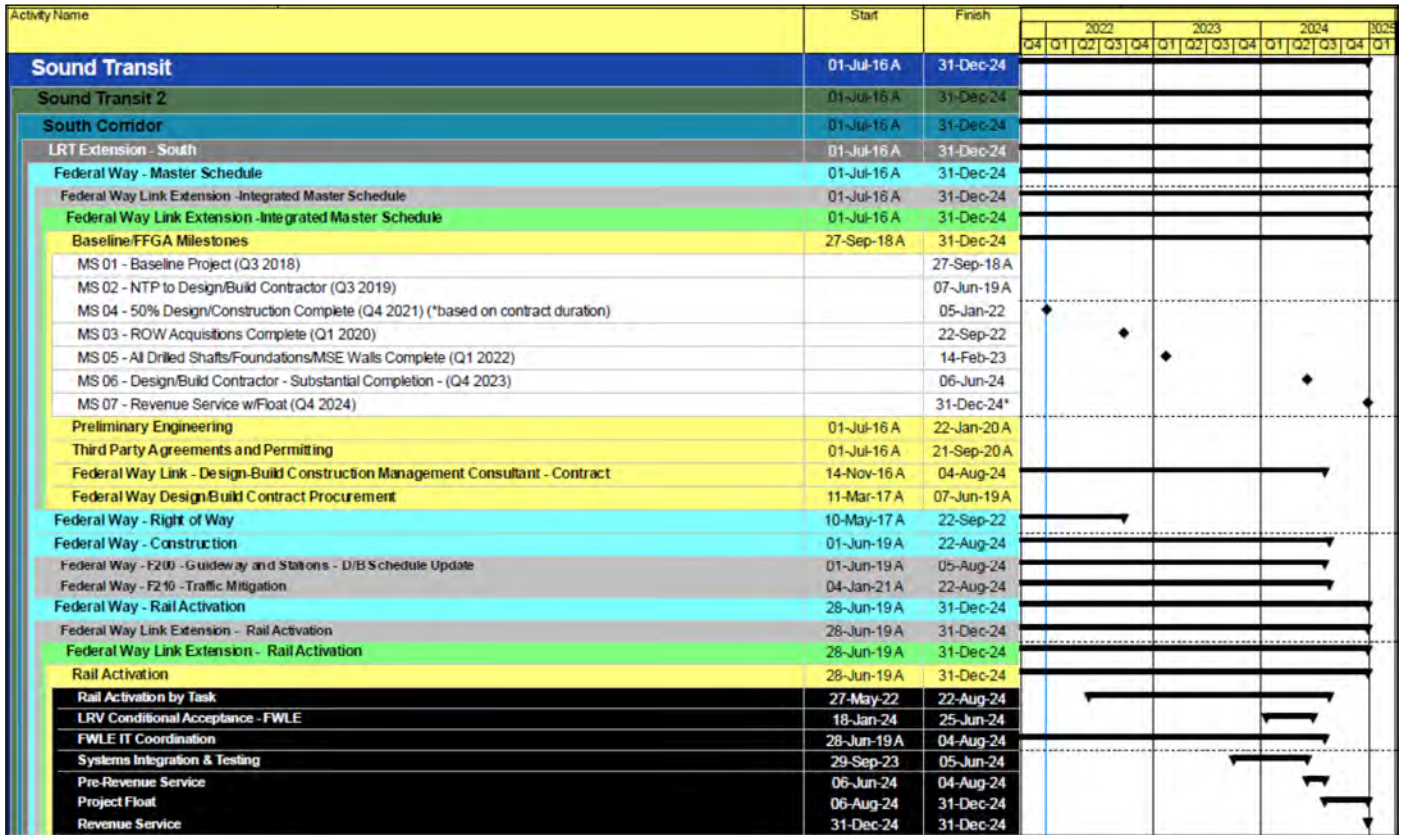 Activity Name Start Finish
2022 2023 2024 2025
Q4 Q1 Q2 Q3 Q4 Q1 Q2 Q3 Q4 Q1 Q2 Q3 Q4 Q1
Sound Transit 01-Jul-16 A 31-Dec-24
Sound Transit 2 01-Jul-16 A 31-Dec-24
South Corridor 01-Jul-16 A 31-Dec-24
LRT Extension - South 01-Jul-16 A 31-Dec-24
Federal Way - Master Schedule 01-Jul-16 A 31-Dec-24
Federal Way Link Extension -Integrated Master Schedule 01-Jul-16 A 31-Dec-24
Federal Way Link Extension -Integrated Master Schedule 01-Jul-16 A 31-Dec-24
Baseline/FFGA Milestones 27-Sep-18 A 31-Dec-24
MS 01 - Baseline Project (Q3 2018) 27-Sep-18 A
MS 02 - NTP to Design/Build Contractor (Q3 2019) 07-Jun-19 A
MS 04 - 50% Design/Construction Complete (Q4 2021) (*based on contract duration) 05-Jan-22
MS 03 - ROW Acquisitions Complete (Q1 2020) 22-Sep-22
MS 05 - All Drilled Shafts/Foundations/MSE Walls Complete (Q1 2022) 14-Feb-23
MS 06 - Design/Build Contractor - Substantial Completion - (Q4 2023) 06-Jun-24
MS 07 - Revenue Service w/Float (Q4 2024) 31-Dec-24*
Preliminary Engineering 01-Jul-16 A 22-Jan-20 A
Third Party Agreements and Permitting 01-Jul-16 A 21-Sep-20 A
Federal Way Link - Design-Build Construction Management Consultant - Contract 14-Nov-16 A 04-Aug-24
Federal Way Design/Build Contract Procurement 11-Mar-17 A 07-Jun-19 A
Federal Way - Right of Way 10-May-17 A 22-Sep-22
Federal Way - Construction 01-Jun-19 A 22-Aug-24
Federal Way - F200 - Guideway and Stations - D/B Schedule Update 01-Jun-19 A 05-Aug-24
Federal Way - F210 - Traffic Mitigation 04-Jan-21 A 22-Aug-24
Federal Way - Rail Activation 28-Jun-19 A 31-Dec-24
Federal Way Link Extension - Rail Activation 28-Jun-19 A 31-Dec-24
Federal Way Link Extension - Rail Activation 28-Jun-19 A 31-Dec-24
Rail Activation 28-Jun-19 A 31-Dec-24
Rail Activation by Task 27-May-22 22-Aug-24
LRV Conditional Acceptance - FWLE 18-Jan-24 25-Jun-24
FWLE IT Coordination 28-Jun-19 A 04-Aug-24
Systems Integration & Testing 29-Sep-23 05-Jun-24
Pre-Revenue Service 06-Jun-24 04-Aug-24
Project Float 06-Aug-24 31-Dec-24
Revenue Service 31-Dec-24 31-Dec-24